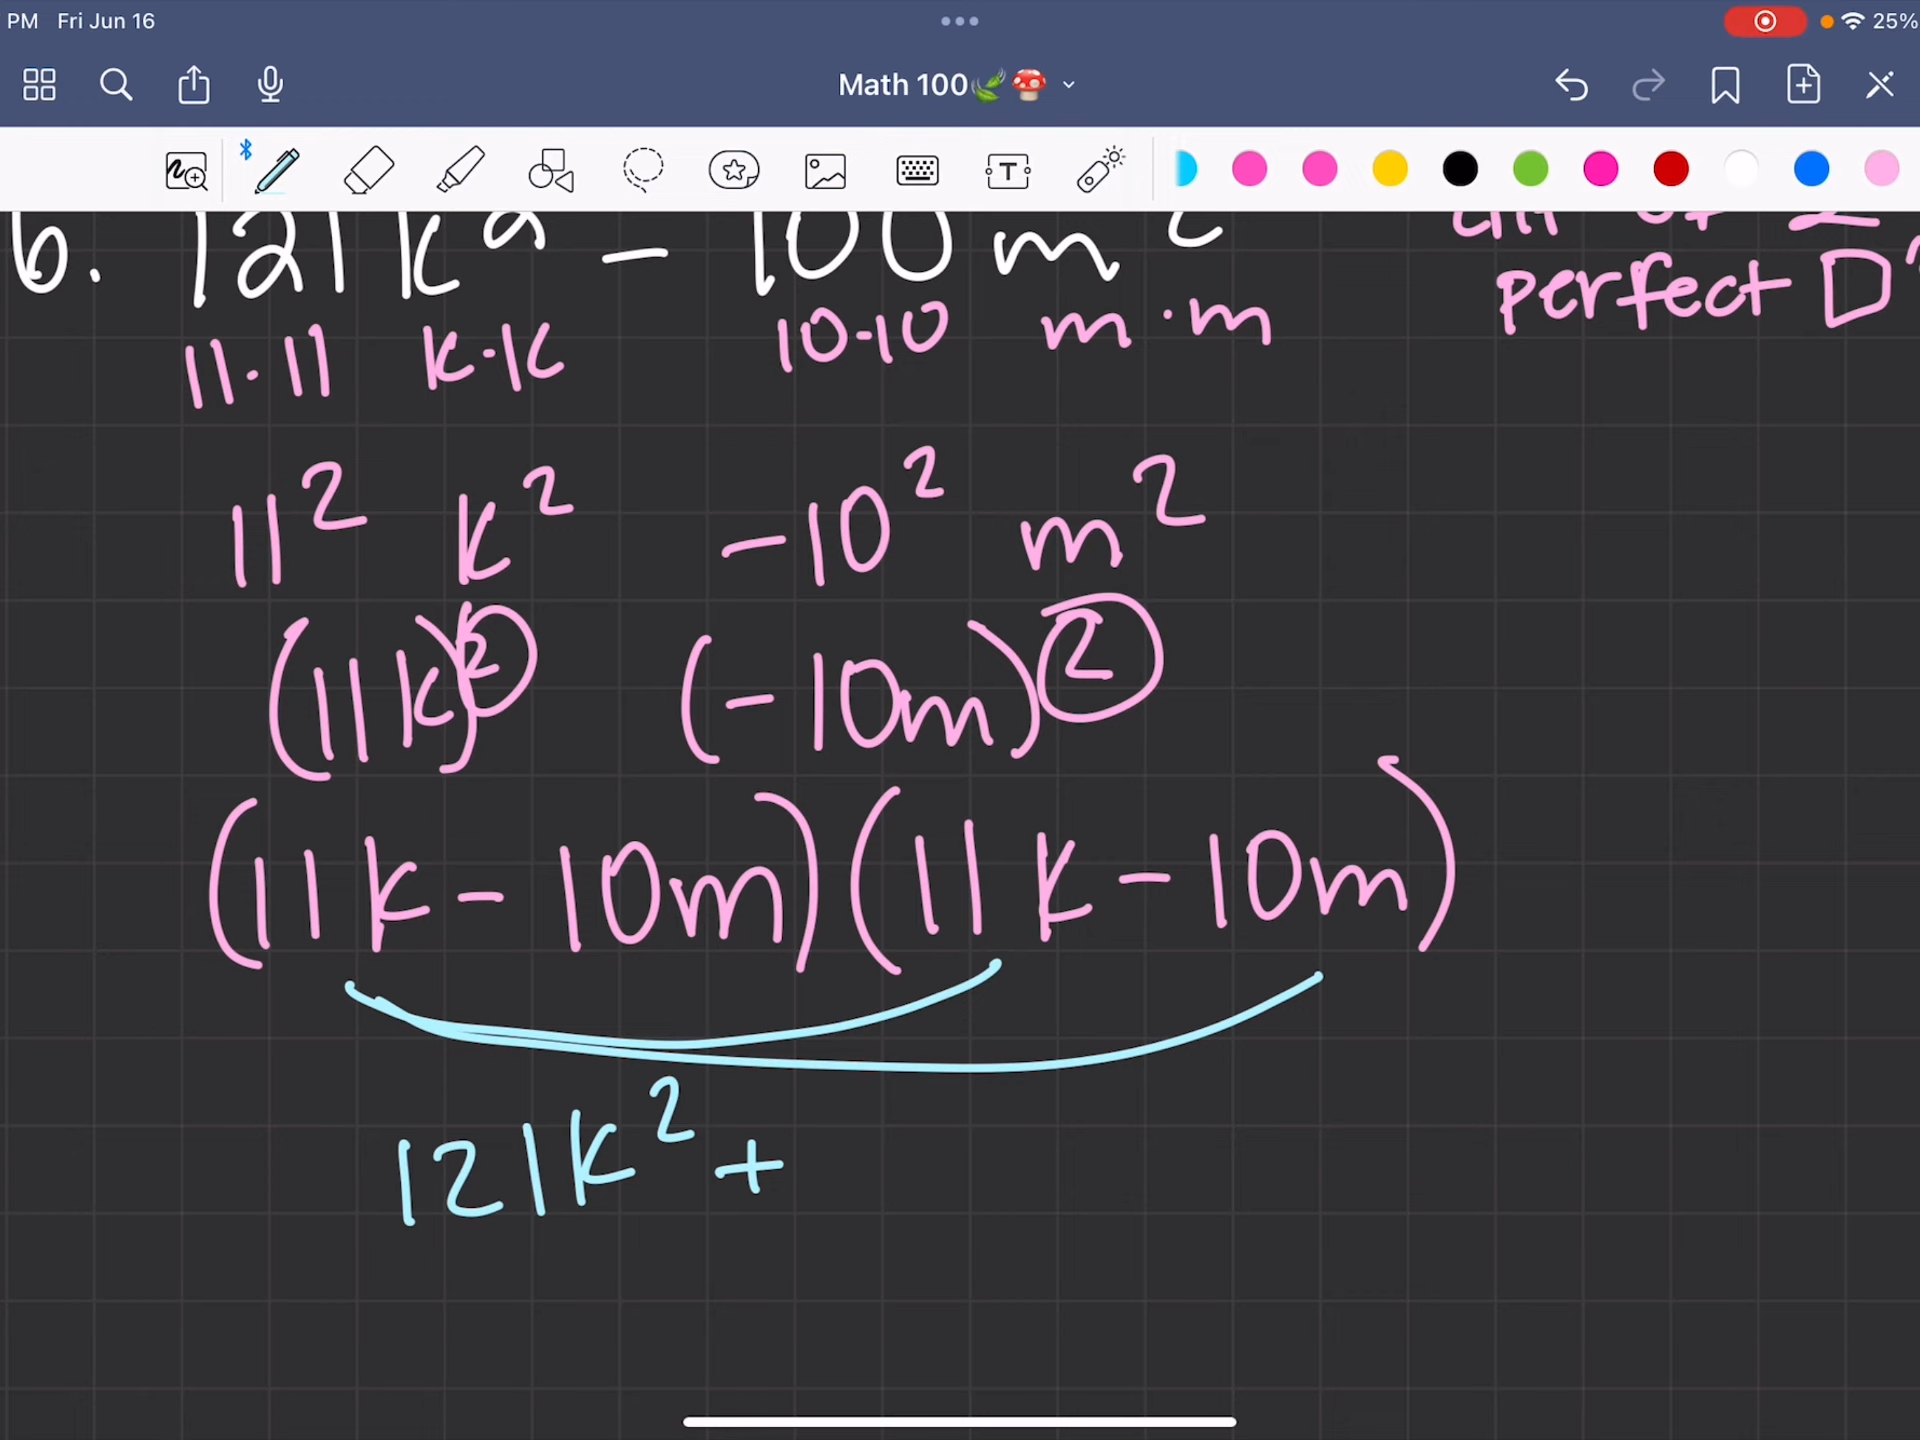 PM Fri Jun 16
25%
Math 100🌿🍄
6. 121k² - 100m²
perfect □'
11·11 k·k 10·10 m·m
11² k² -10² m²
(11k)² (-10m)²
(11k-10m)(11k-10m)
121k²+